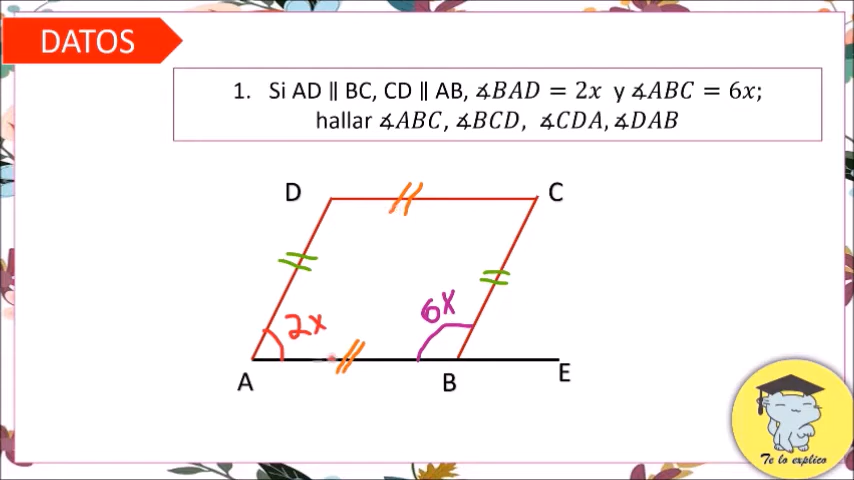 DATOS
1. Si AD ∥ BC, CD ∥ AB, ∡BAD = 2x y ∡ABC = 6x;
hallar ∡ABC, ∡BCD, ∡CDA, ∡DAB
D
C
2x
6x
A
B
E
Te lo explico